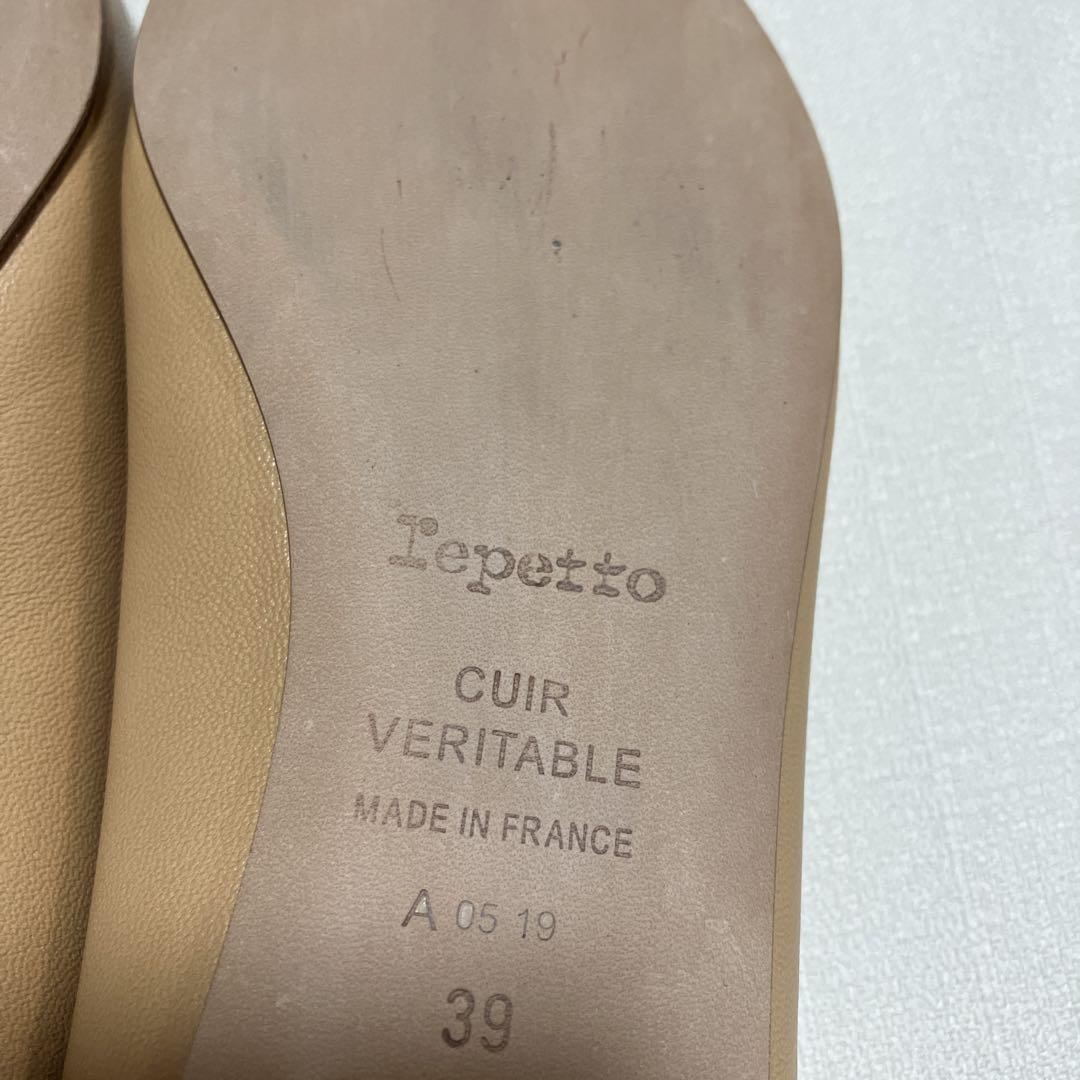 repetto
CUIR
VERITABLE
MADE IN FRANCE
A 05 19
39